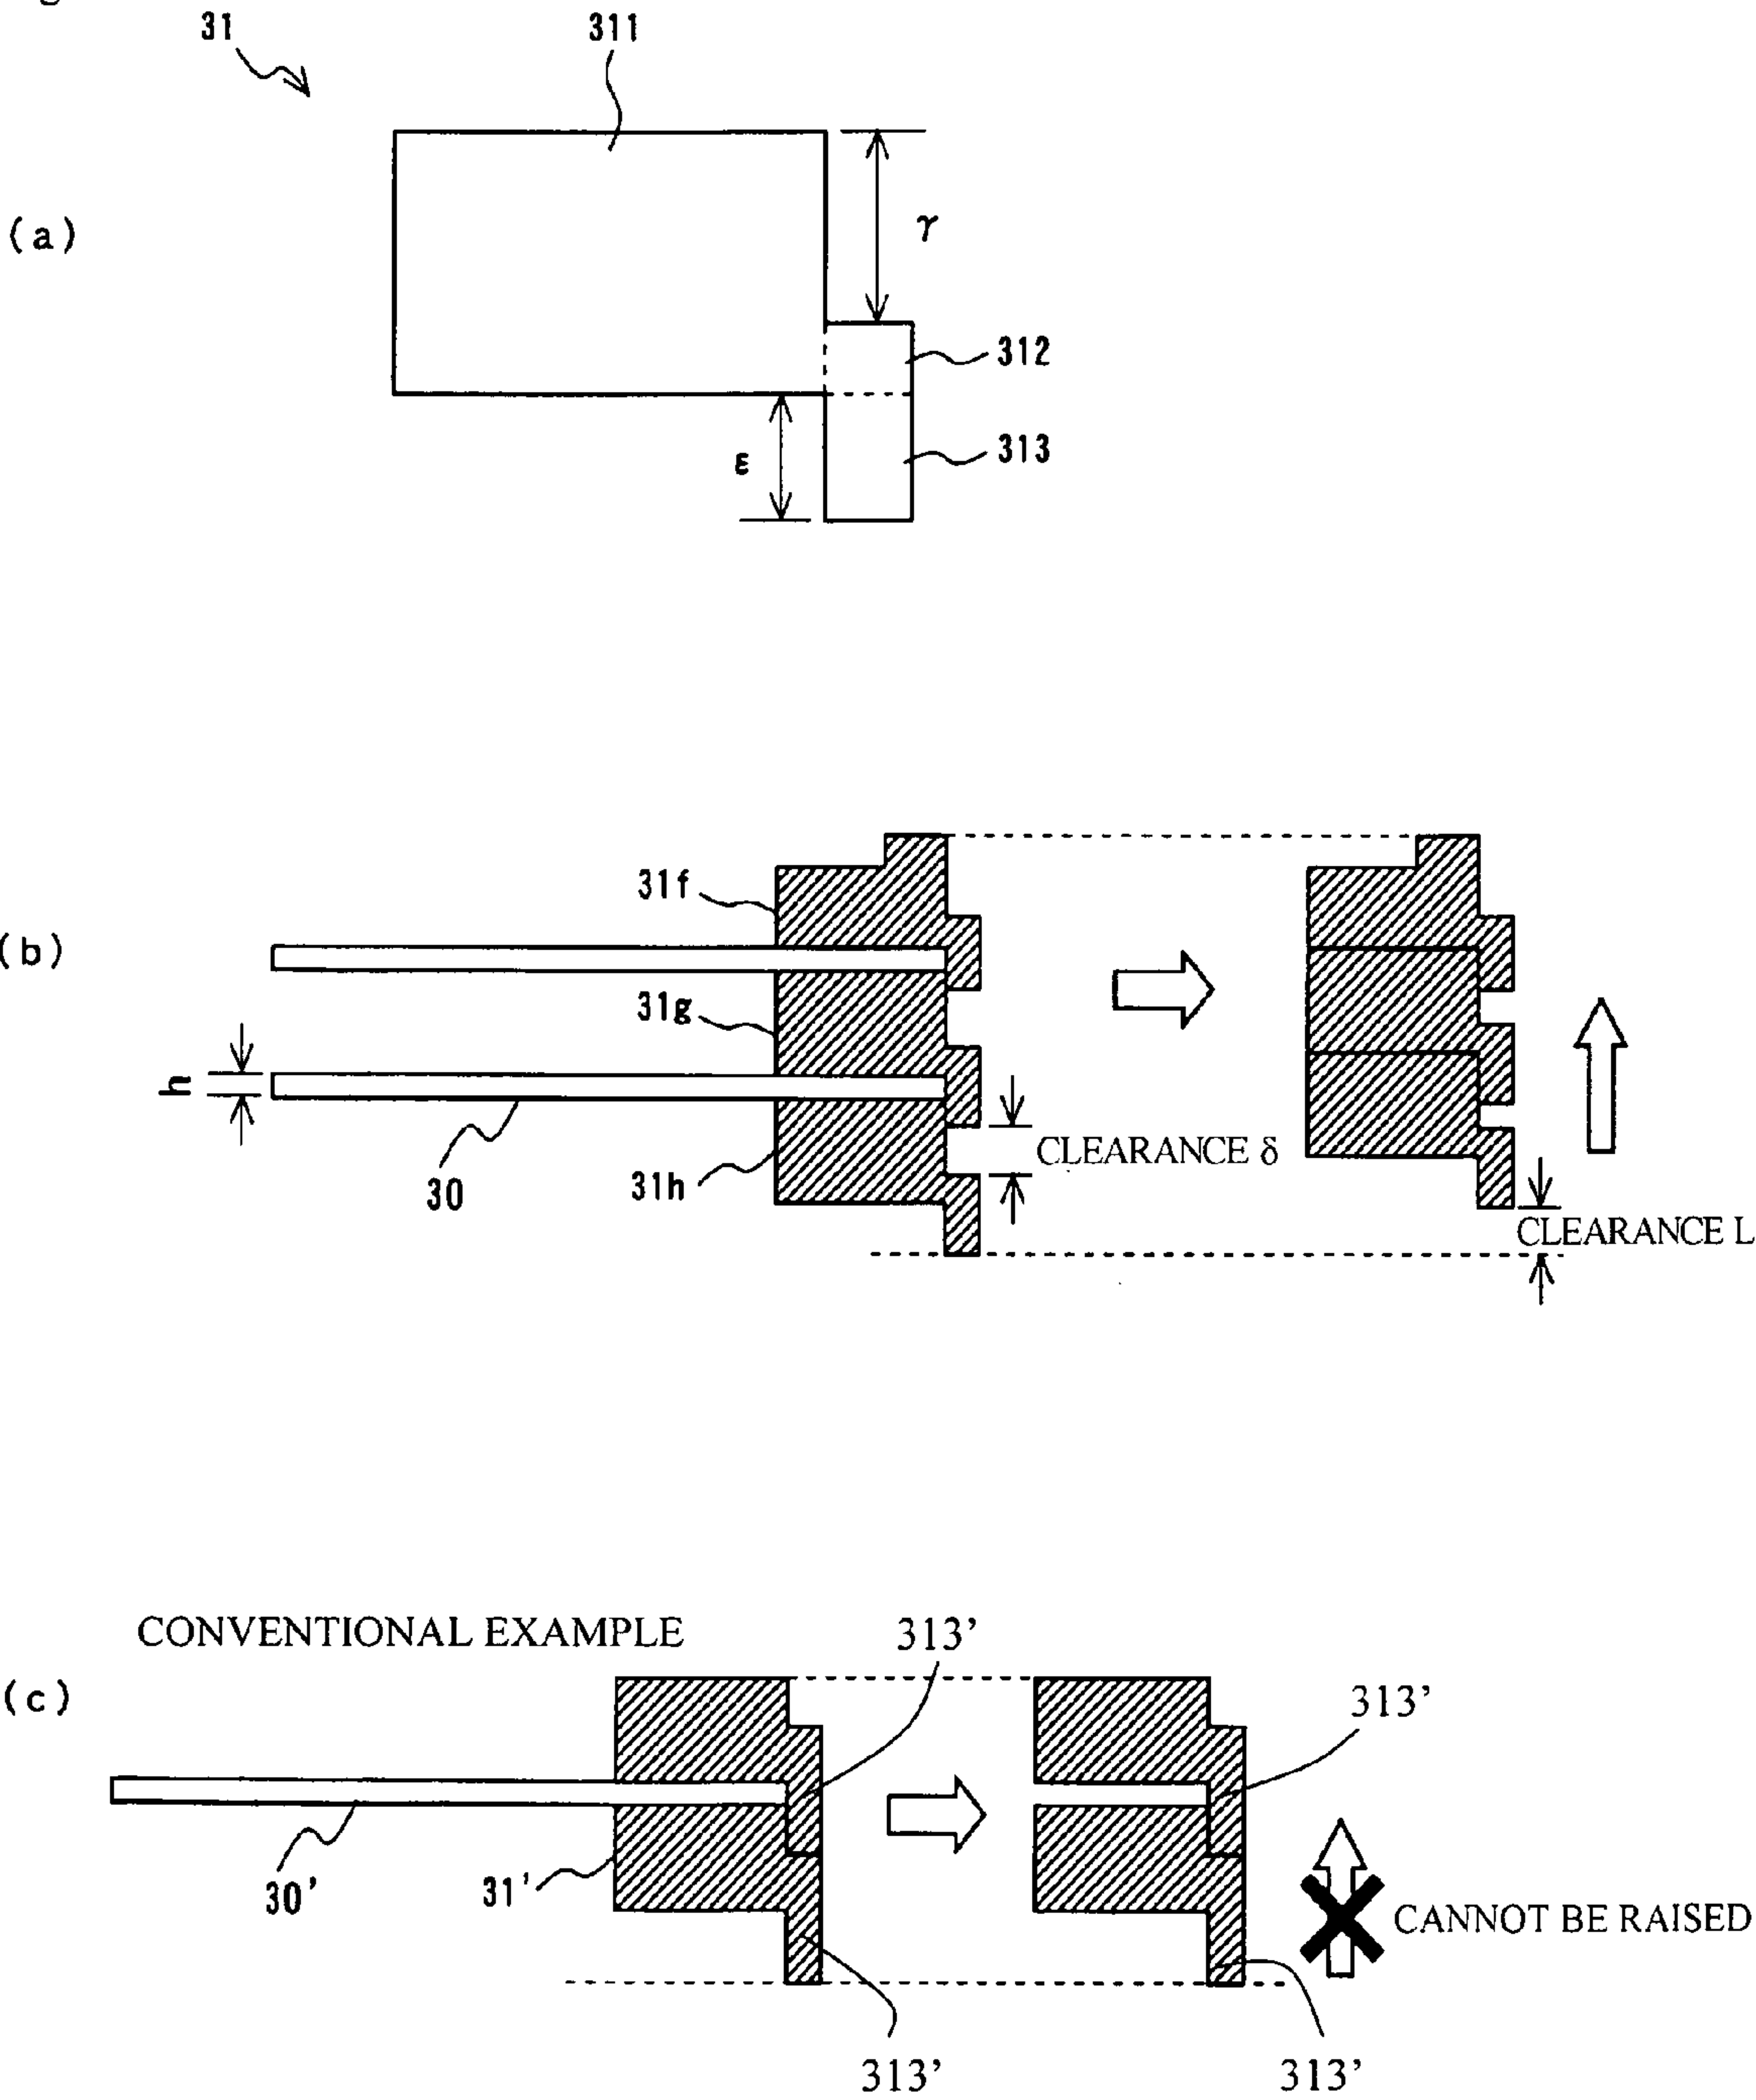 31
311
(a)
γ
312
313
ε
(b)
31f
31g
h
30
31h
CLEARANCE δ
CLEARANCE L
CONVENTIONAL EXAMPLE
(c)
313’
313’
30’
31’
CANNOT BE RAISED
313’
313’